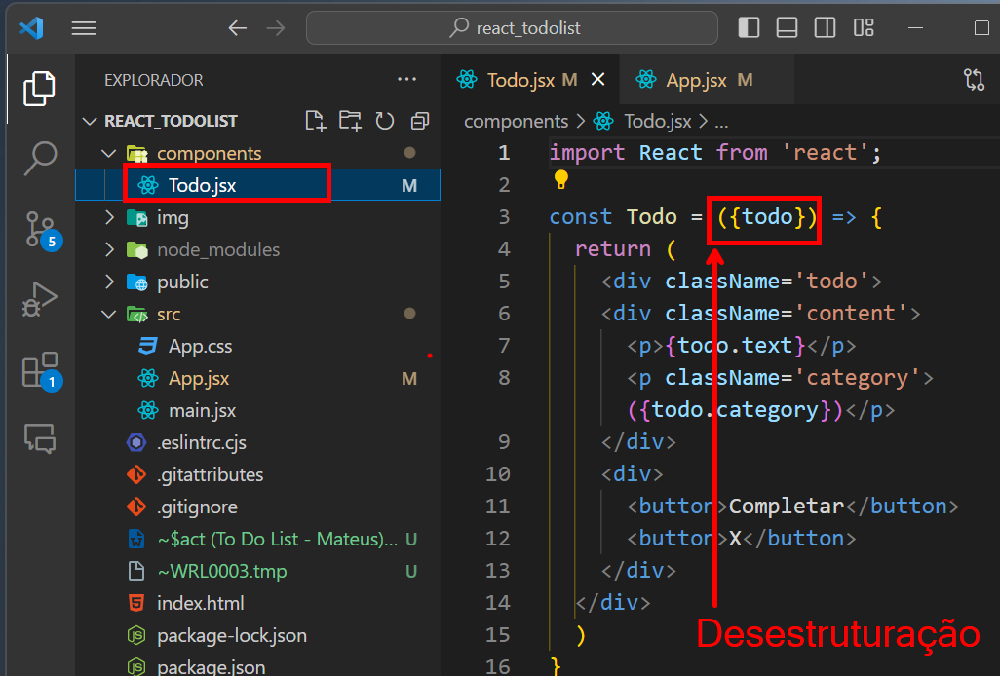 react_todolist
EXPLORADOR
REACT_TODOLIST
components
Todo.jsx M
img
node_modules
public
src
App.css
App.jsx M
main.jsx
.eslintrc.cjs
.gitattributes
.gitignore
~$act (To Do List - Mateus)... U
~WRL0003.tmp U
index.html
package-lock.json
package.json
5
1
Todo.jsx M
App.jsx M
components > Todo.jsx > ...
1 import React from 'react';
2
3 const Todo = ({todo}) => {
4 return (
5 <div className='todo'>
6 <div className='content'>
7 <p>{todo.text}</p>
8 <p className='category'>
({todo.category})</p>
9 </div>
10 <div>
11 <button>Completar</button>
12 <button>X</button>
13 </div>
14 </div>
15 )
16 }
Desestruturação